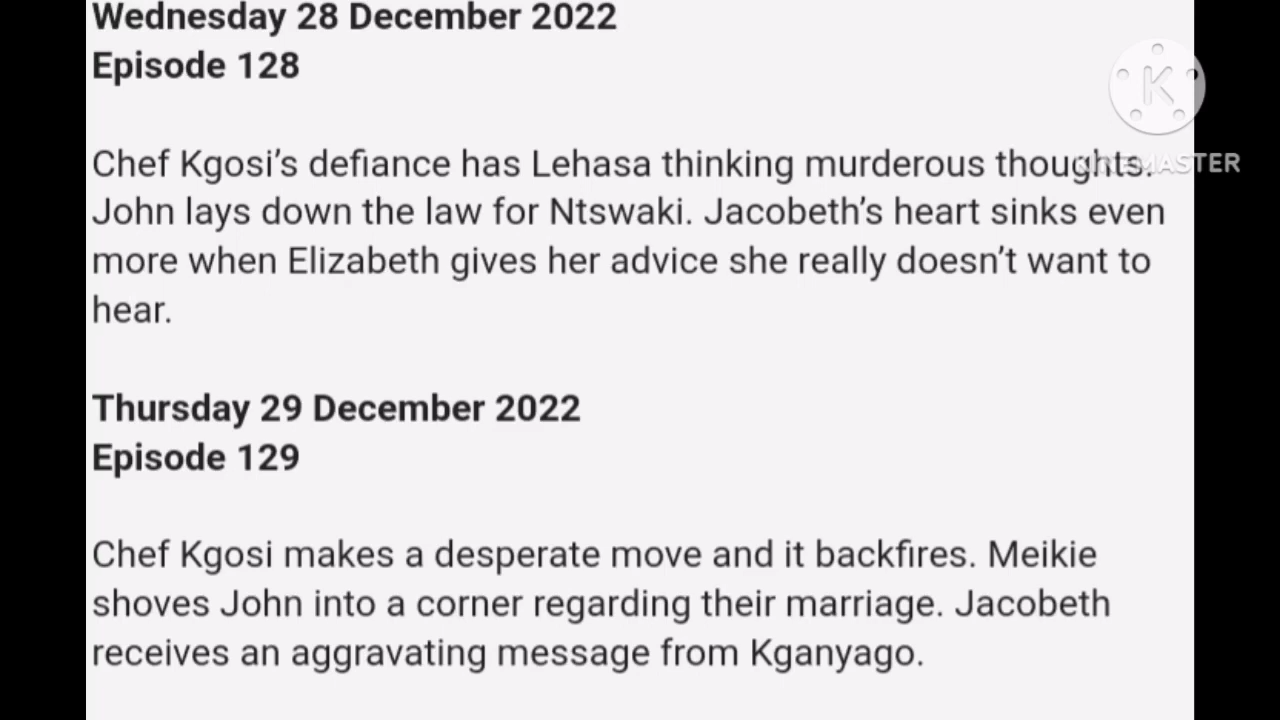 Wednesday 28 December 2022
Episode 128
Chef Kgosi's defiance has Lehasa thinking murderous thoughts.
John lays down the law for Ntswaki. Jacobeth's heart sinks even
more when Elizabeth gives her advice she really doesn't want to
hear.
Thursday 29 December 2022
Episode 129
Chef Kgosi makes a desperate move and it backfires. Meikie
shoves John into a corner regarding their marriage. Jacobeth
receives an aggravating message from Kganyago.
K
KINEMASTER